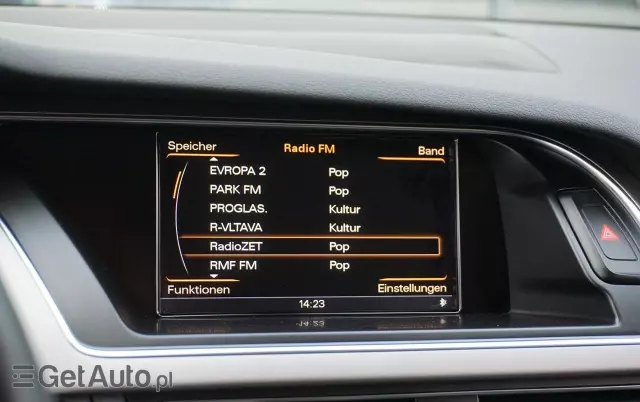 Speicher Radio FM Band
EVROPA 2 Pop
PARK FM Pop
PROGLAS. Kultur
R-VLTAVA Kultur
RadioZET Pop
RMF FM Pop
Funktionen Einstellungen
14:23
GetAuto.pl